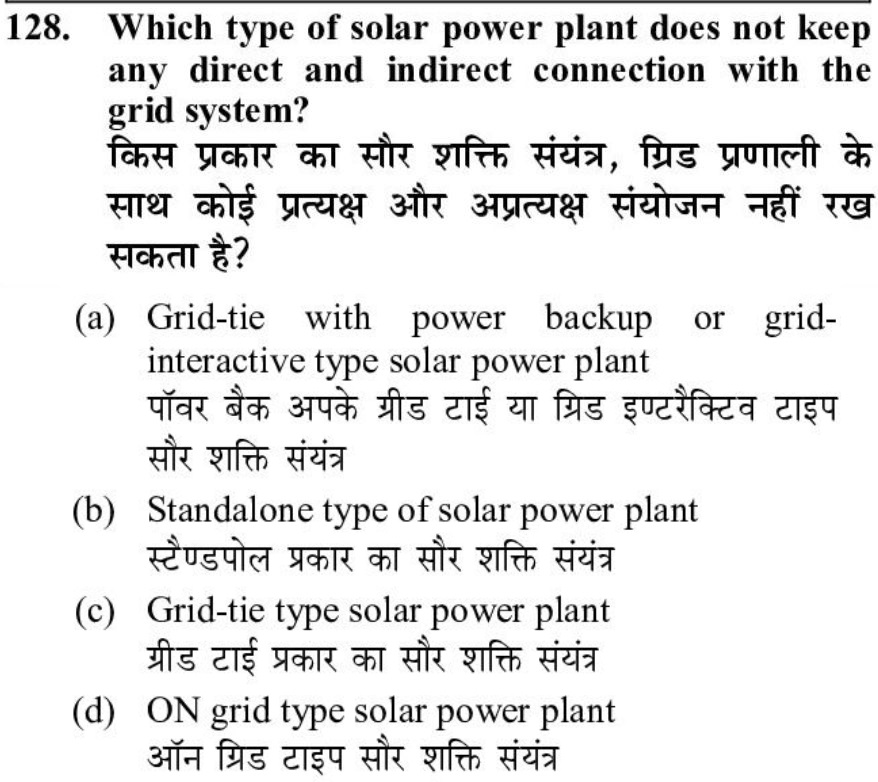 128. Which type of solar power plant does not keep
any direct and indirect connection with the
grid system?
किस प्रकार का सौर शक्ति संयंत्र, ग्रिड प्रणाली के
साथ कोई प्रत्यक्ष और अप्रत्यक्ष संयोजन नहीं रख
सकता है?
(a) Grid-tie with power backup or grid-
interactive type solar power plant
पॉवर बैक अपके ग्रीड टाई या ग्रिड इण्टरैक्टिव टाइप
सौर शक्ति संयंत्र
(b) Standalone type of solar power plant
स्टैण्डपोल प्रकार का सौर शक्ति संयंत्र
(c) Grid-tie type solar power plant
ग्रीड टाई प्रकार का सौर शक्ति संयंत्र
(d) ON grid type solar power plant
ऑन ग्रिड टाइप सौर शक्ति संयंत्र